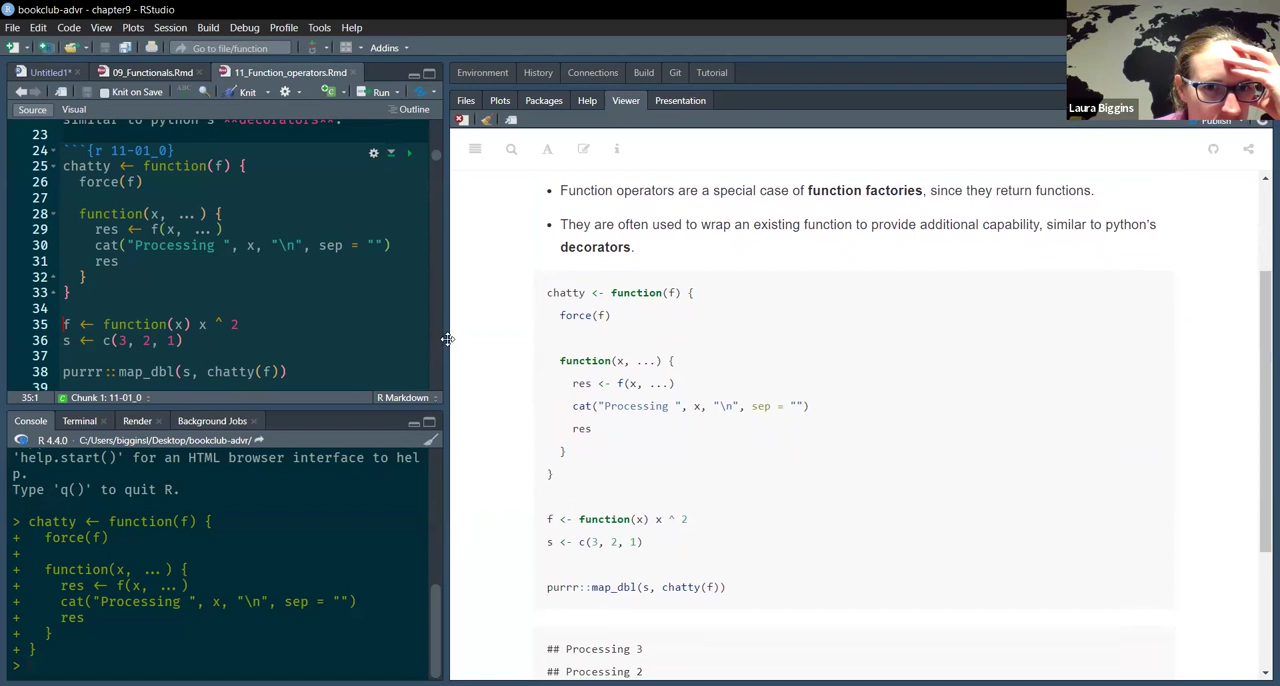 bookclub-advr - chapter9 - RStudio
File Edit Code View Plots Session Build Debug Profile Tools Help
Go to file/function Addins
Untitled1* 09_Functionals.Rmd 11_Function_operators.Rmd
Knit on Save Knit Run
Source Visual Outline
similar to python's **decorators**.
23
24 ```{r 11-01_0}
25 chatty ← function(f) {
26 force(f)
27
28 function(x, ...) {
29 res ← f(x, ...)
30 cat("Processing ", x, "\n", sep = "")
31 res
32 }
33 }
34
35 f ← function(x) x ^ 2
36 s ← c(3, 2, 1)
37
38 purrr::map_dbl(s, chatty(f))
39
35:1 Chunk 1: 11-01_0 R Markdown
Console Terminal Render Background Jobs
R 4.4.0 · C:/Users/bigginsl/Desktop/bookclub-advr/
'help.start()' for an HTML browser interface to hel
p.
Type 'q()' to quit R.
> chatty ← function(f) {
+ force(f)
+
+ function(x, ...) {
+ res ← f(x, ...)
+ cat("Processing ", x, "\n", sep = "")
+ res
+ }
+ }
>
Environment History Connections Build Git Tutorial
Files Plots Packages Help Viewer Presentation
Publish
Laura Biggins
• Function operators are a special case of function factories, since they return functions.
• They are often used to wrap an existing function to provide additional capability, similar to python's
decorators.
chatty <- function(f) {
force(f)
function(x, ...) {
res <- f(x, ...)
cat("Processing ", x, "\n", sep = "")
res
}
}
f <- function(x) x ^ 2
s <- c(3, 2, 1)
purrr::map_dbl(s, chatty(f))
## Processing 3
## Processing 2